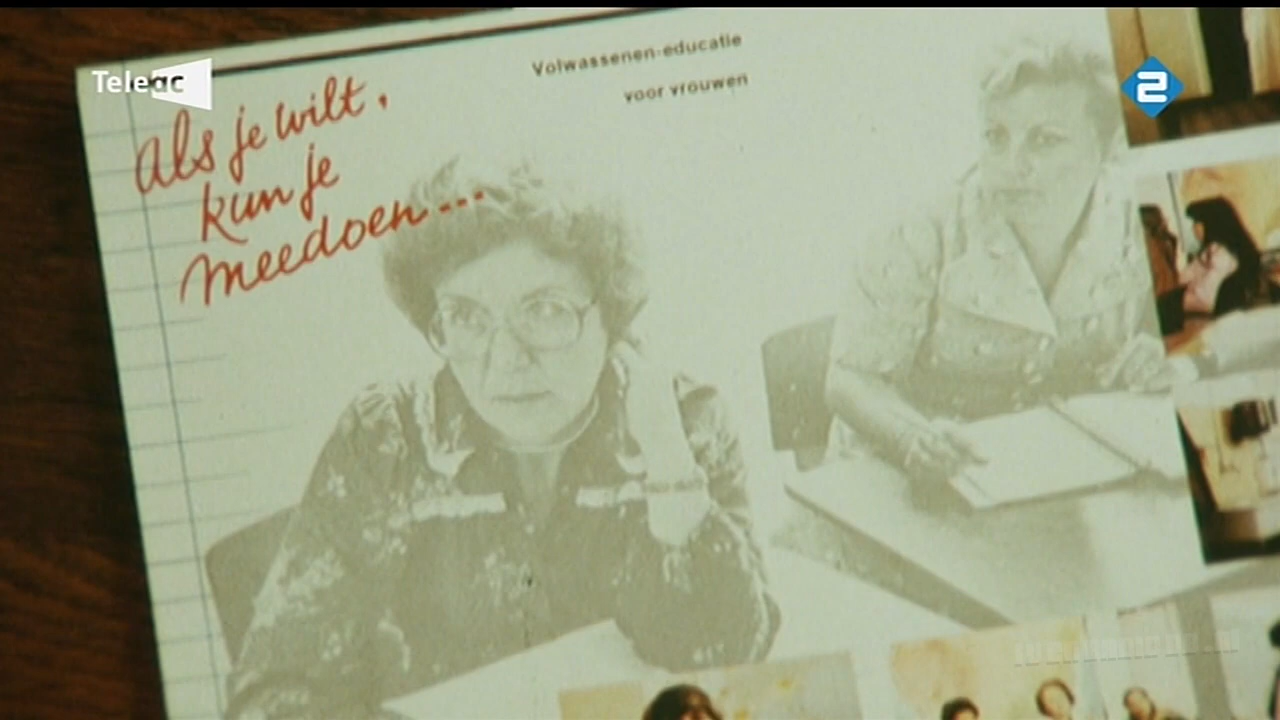 Teleac
Volwassenen-educatie
voor vrouwen
2
Als je wilt,
kun je
meedoen...